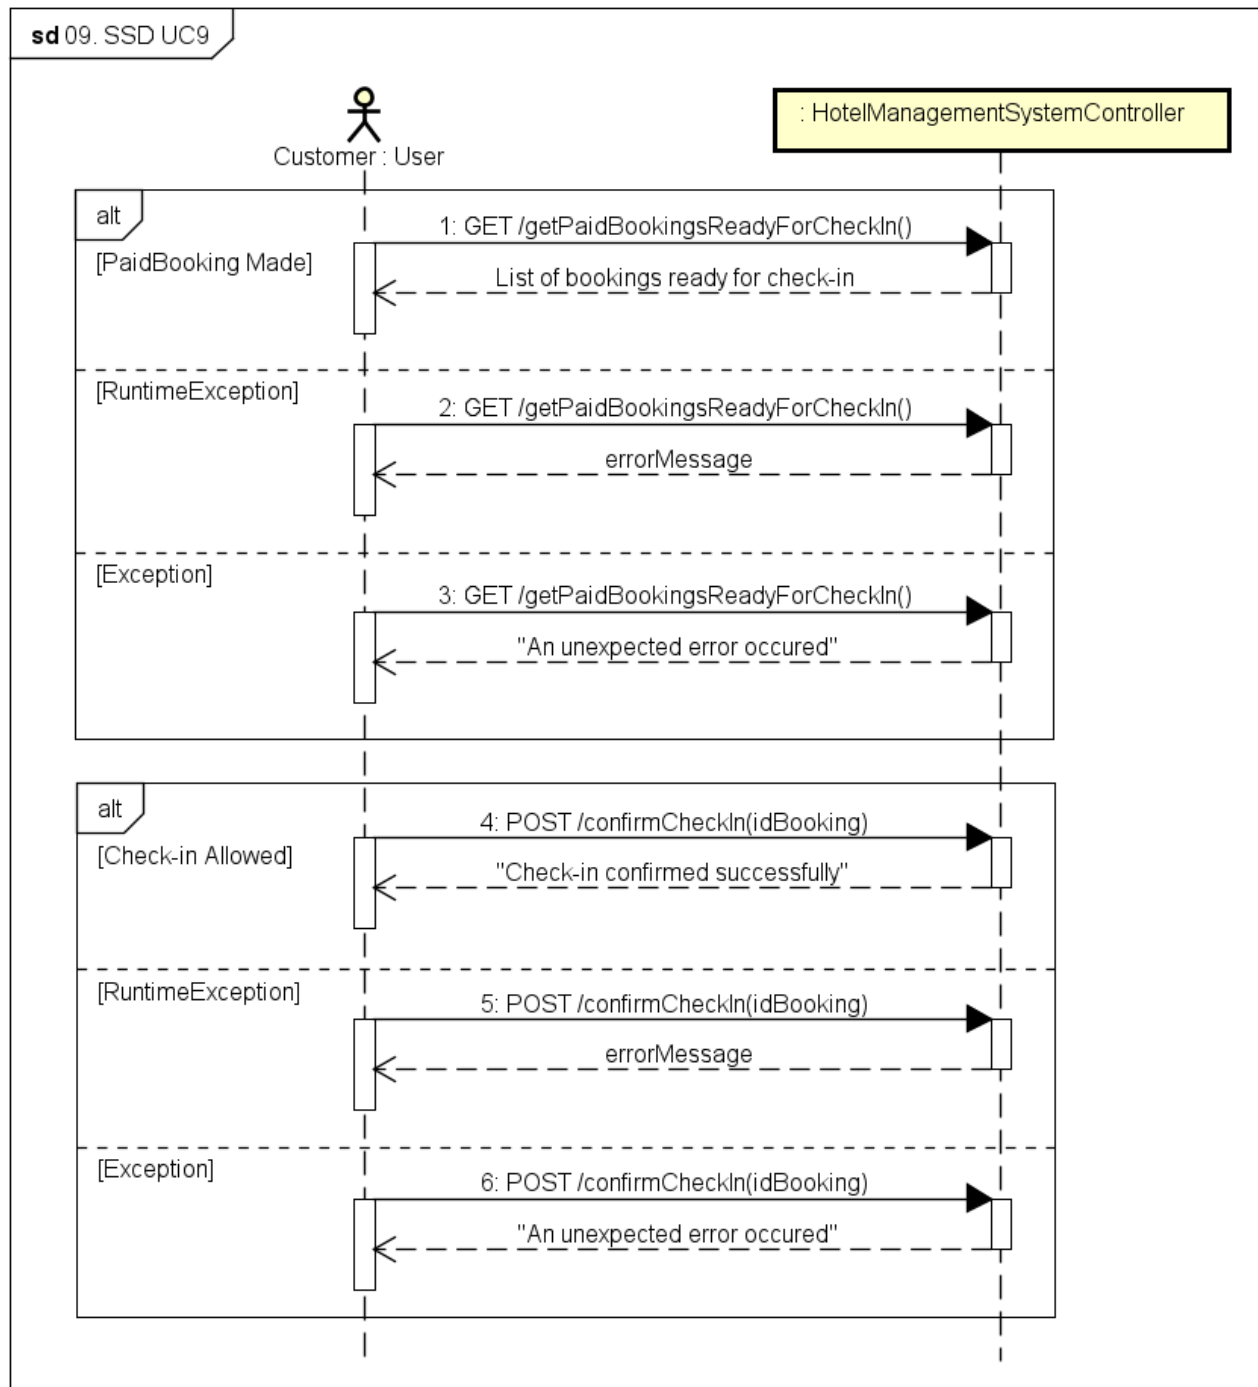 sd 09. SSD UC9
Customer : User
: HotelManagementSystemController
alt
[PaidBooking Made]
1: GET /getPaidBookingsReadyForCheckIn()
List of bookings ready for check-in
[RuntimeException]
2: GET /getPaidBookingsReadyForCheckIn()
errorMessage
[Exception]
3: GET /getPaidBookingsReadyForCheckIn()
"An unexpected error occured"
alt
[Check-in Allowed]
4: POST /confirmCheckIn(idBooking)
"Check-in confirmed successfully"
[RuntimeException]
5: POST /confirmCheckIn(idBooking)
errorMessage
[Exception]
6: POST /confirmCheckIn(idBooking)
"An unexpected error occured"